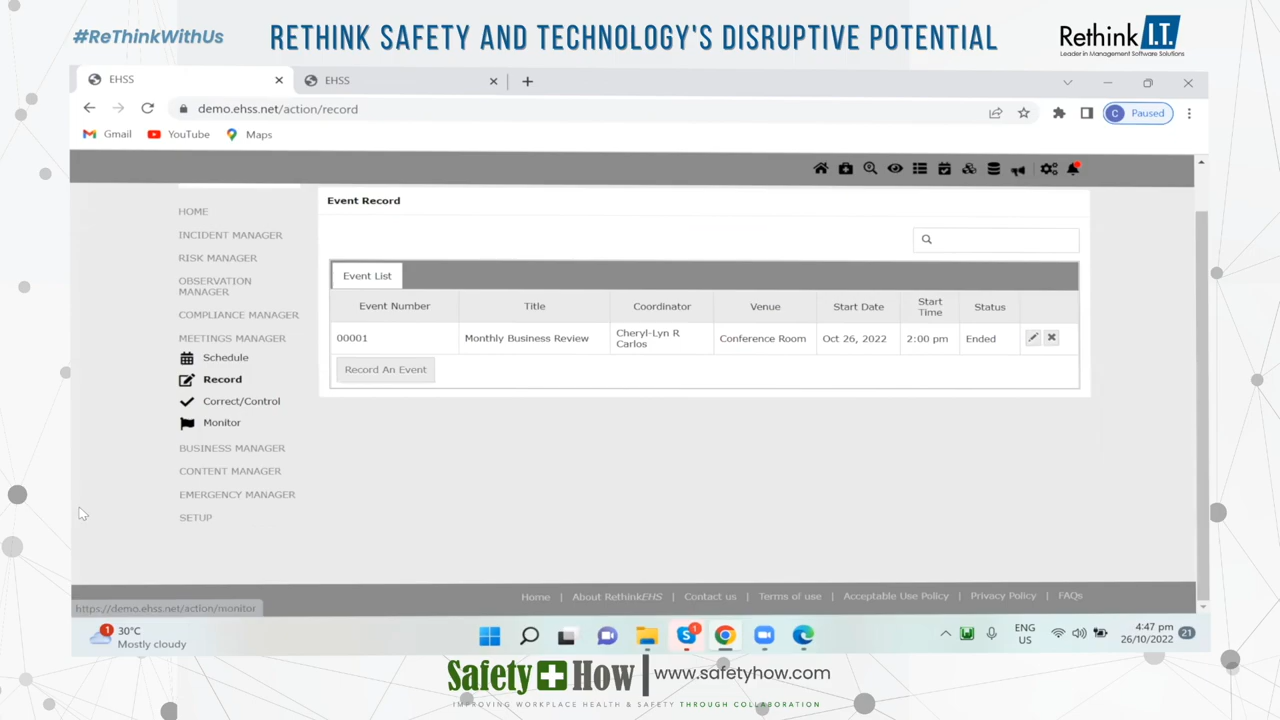 #ReThinkWithUs
RETHINK SAFETY AND TECHNOLOGY'S DISRUPTIVE POTENTIAL
Rethink I.T.
Leader in Management Software Solutions
EHSS
EHSS
demo.ehss.net/action/record
C Paused
Gmail
YouTube
Maps
HOME
INCIDENT MANAGER
RISK MANAGER
OBSERVATION
MANAGER
COMPLIANCE MANAGER
MEETINGS MANAGER
Schedule
Record
Correct/Control
Monitor
BUSINESS MANAGER
CONTENT MANAGER
EMERGENCY MANAGER
SETUP
Event Record
Event List
Event Number Title Coordinator Venue Start Date Start Time Status
00001 Monthly Business Review Cheryl-Lyn R Carlos Conference Room Oct 26, 2022 2:00 pm Ended
Record An Event
Home | About RethinkEHS | Contact us | Terms of use | Acceptable Use Policy | Privacy Policy | FAQs
https://demo.ehss.net/action/monitor
1
30°C
Mostly cloudy
1
ENG
US
4:47 pm
26/10/2022
21
Safety How | www.safetyhow.com
IMPROVING WORKPLACE HEALTH & SAFETY THROUGH COLLABORATION